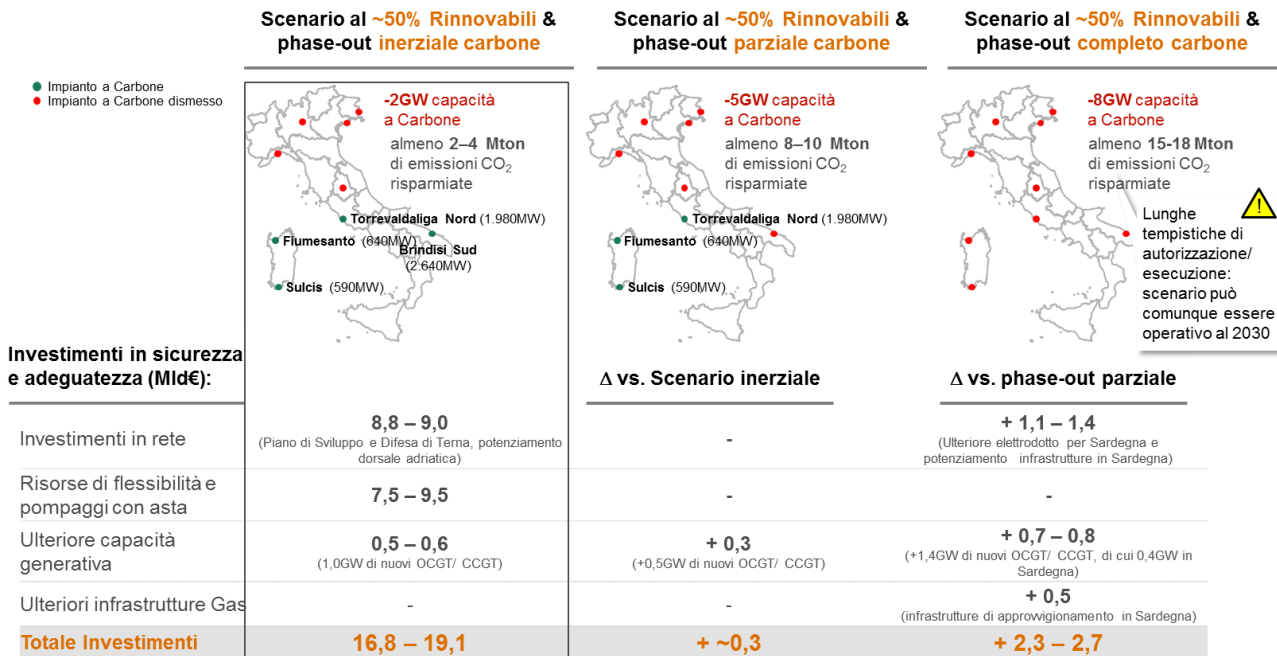 Scenario al ~50% Rinnovabili &
phase-out inerziale carbone
Scenario al ~50% Rinnovabili &
phase-out parziale carbone
Scenario al ~50% Rinnovabili &
phase-out completo carbone
Impianto a Carbone
Impianto a Carbone dismesso
-2GW capacità
a Carbone
almeno 2–4 Mton
di emissioni CO2
risparmiate
Torrevaldaliga Nord (1.980MW)
Fiumesanto (640MW)
Brindisi Sud
(2.640MW)
Sulcis (590MW)
-5GW capacità
a Carbone
almeno 8–10 Mton
di emissioni CO2
risparmiate
Torrevaldaliga Nord (1.980MW)
Fiumesanto (640MW)
Sulcis (590MW)
-8GW capacità
a Carbone
almeno 15-18 Mton
di emissioni CO2
risparmiate
!
Lunghe
tempistiche di
autorizzazione/
esecuzione:
scenario può
comunque essere
operativo al 2030
Investimenti in sicurezza
e adeguatezza (Mld€):
Δ vs. Scenario inerziale
Δ vs. phase-out parziale
Investimenti in rete
8,8 – 9,0
(Piano di Sviluppo e Difesa di Terna, potenziamento
dorsale adriatica)
-
+ 1,1 – 1,4
(Ulteriore elettrodotto per Sardegna e
potenziamento infrastrutture in Sardegna)
Risorse di flessibilità e
pompaggi con asta
7,5 – 9,5
-
-
Ulteriore capacità
generativa
0,5 – 0,6
(1,0GW di nuovi OCGT/ CCGT)
+ 0,3
(+0,5GW di nuovi OCGT/ CCGT)
+ 0,7 – 0,8
(+1,4GW di nuovi OCGT/ CCGT, di cui 0,4GW in
Sardegna)
Ulteriori infrastrutture Gas
-
-
+ 0,5
(infrastrutture di approvvigionamento in Sardegna)
Totale Investimenti
16,8 – 19,1
+ ~0,3
+ 2,3 – 2,7